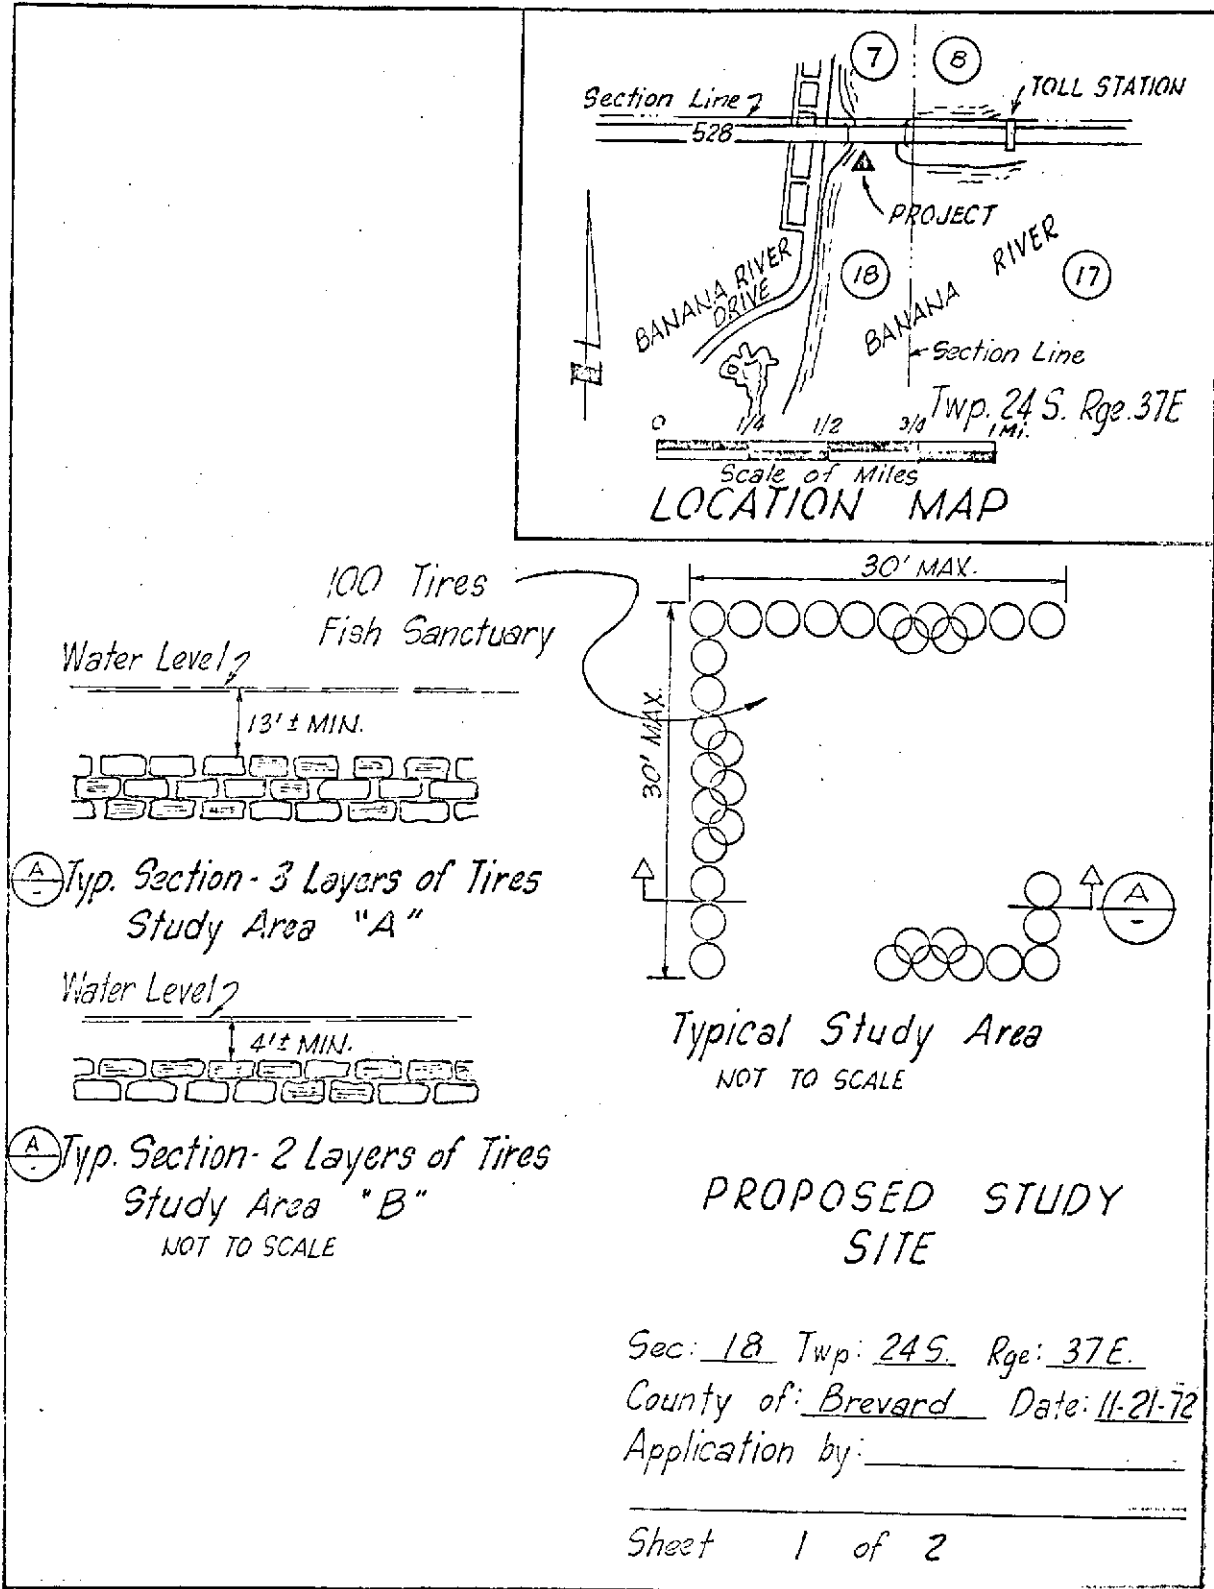 7
8
TOLL STATION
Section Line
528
PROJECT
BANANA RIVER
DRIVE
18
BANANA RIVER
17
Section Line
Twp. 24 S. Rge. 37E
0 1/4 1/2 3/4 1 Mi.
Scale of Miles
LOCATION MAP
100 Tires
Fish Sanctuary
30' MAX.
30' MAX.
Water Level
13' ± MIN.
A
-
Typ. Section - 3 Layers of Tires
Study Area "A"
A
-
Typical Study Area
NOT TO SCALE
Water Level
4' ± MIN.
A
-
Typ. Section - 2 Layers of Tires
Study Area "B"
NOT TO SCALE
PROPOSED STUDY
SITE
Sec: 18 Twp: 24 S. Rge: 37 E.
County of: Brevard Date: 11-21-72
Application by:
Sheet 1 of 2